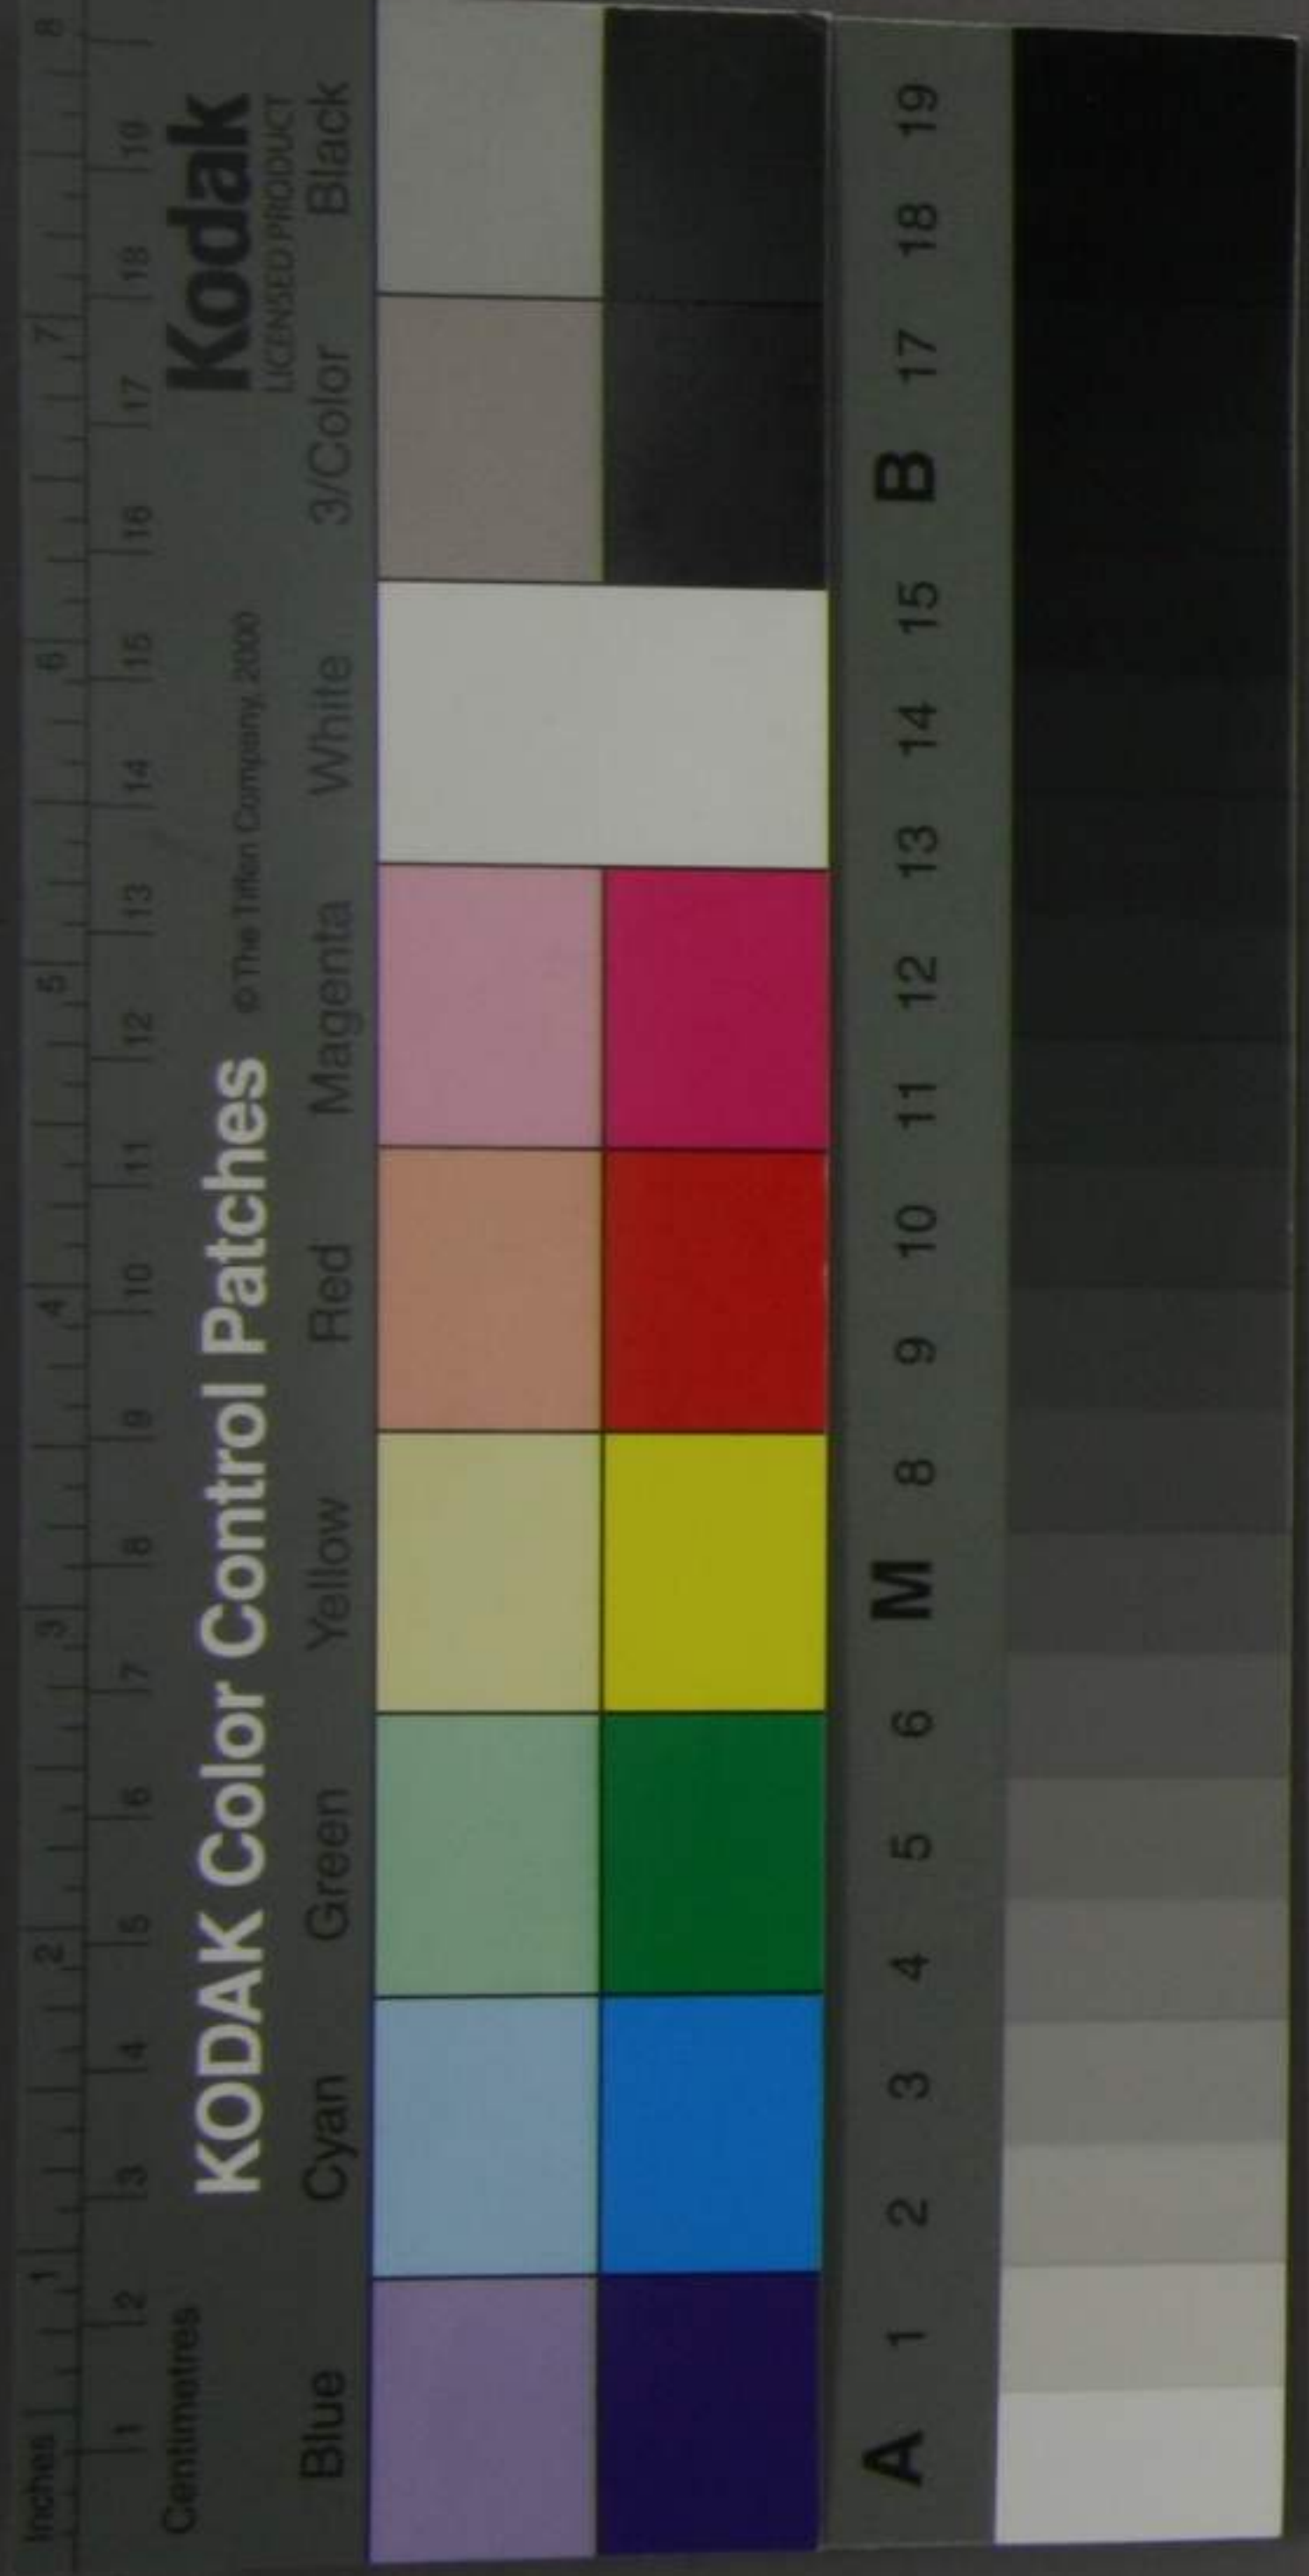 Inches 1 2 3 4 5 6 7 8
Centimetres 1 2 3 4 5 6 7 8 9 10 11 12 13 14 15 16 17 18 19
KODAK Color Control Patches © The Tiffen Company, 2000 Kodak
LICENSED PRODUCT
Blue Cyan Green Yellow Red Magenta White 3/Color Black
A 1 2 3 4 5 6 M 8 9 10 11 12 13 14 15 B 17 18 19